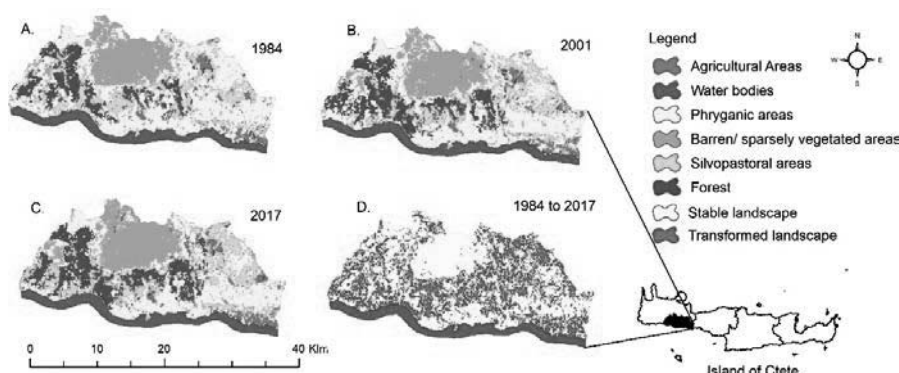 A.
1984
B.
2001
C.
2017
D.
1984 to 2017
Legend
Agricultural Areas
Water bodies
Phryganic areas
Barren/ sparsely vegetated areas
Silvopastoral areas
Forest
Stable landscape
Transformed landscape
N
W
E
S
0 10 20 40 Klm
Island of Ctete